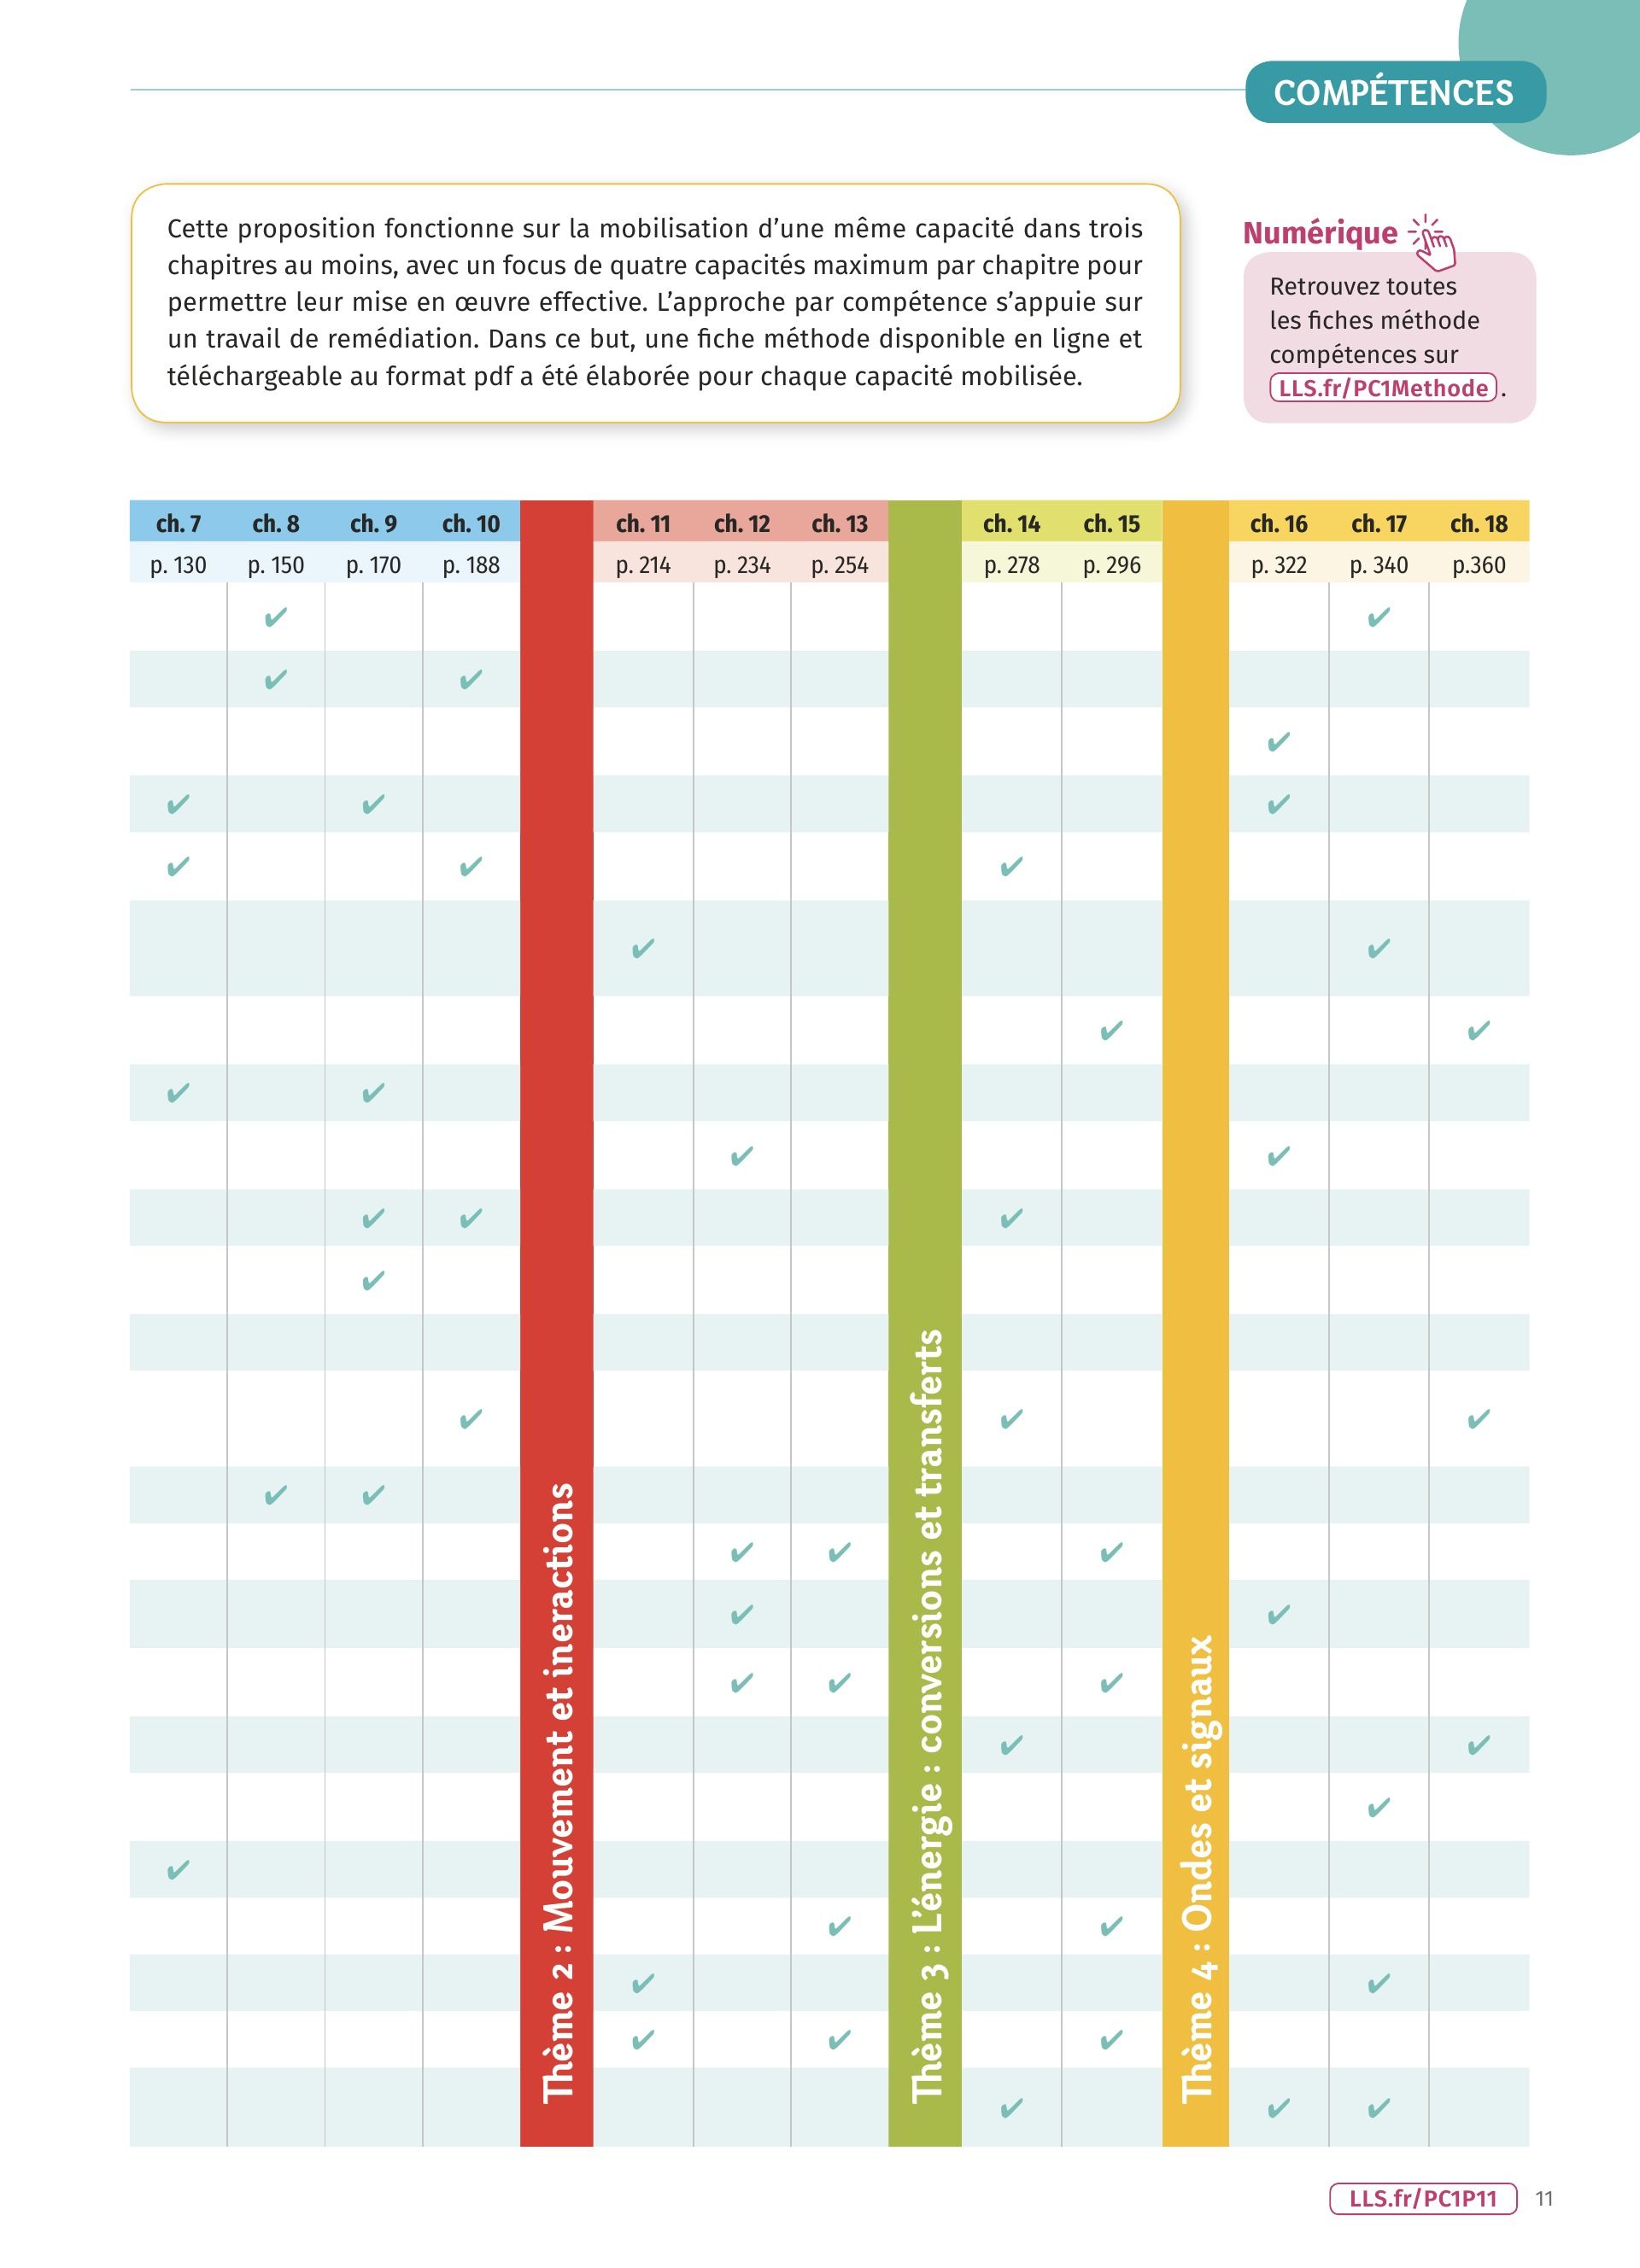 COMPÉTENCES
Cette proposition fonctionne sur la mobilisation d’une même capacité dans trois
chapitres au moins, avec un focus de quatre capacités maximum par chapitre pour
permettre leur mise en œuvre effective. L’approche par compétence s’appuie sur
un travail de remédiation. Dans ce but, une fiche méthode disponible en ligne et
téléchargeable au format pdf a été élaborée pour chaque capacité mobilisée.
Numérique
Retrouvez toutes
les fiches méthode
compétences sur
LLS.fr/PC1Methode.
ch. 7 ch. 8 ch. 9 ch. 10 ch. 11 ch. 12 ch. 13 ch. 14 ch. 15 ch. 16 ch. 17 ch. 18
p. 130 p. 150 p. 170 p. 188 p. 214 p. 234 p. 254 p. 278 p. 296 p. 322 p. 340 p.360
Thème 2 : Mouvement et ineractions
Thème 3 : L’énergie : conversions et transferts
Thème 4 : Ondes et signaux
LLS.fr/PC1P11 11